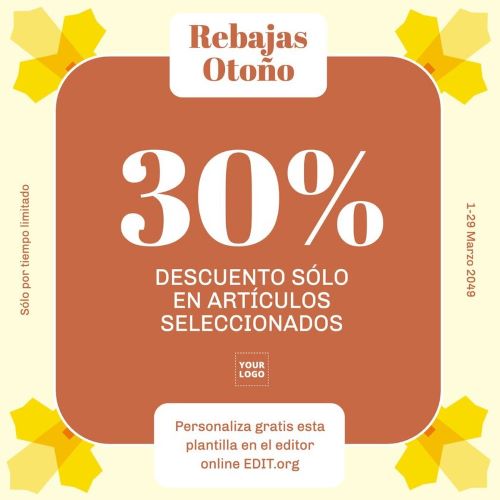 Rebajas
Otoño
30%
DESCUENTO SÓLO
EN ARTÍCULOS
SELECCIONADOS
YOUR
LOGO
Sólo por tiempo limitado
1-29 Marzo 2049
Personaliza gratis esta
plantilla en el editor
online EDIT.org